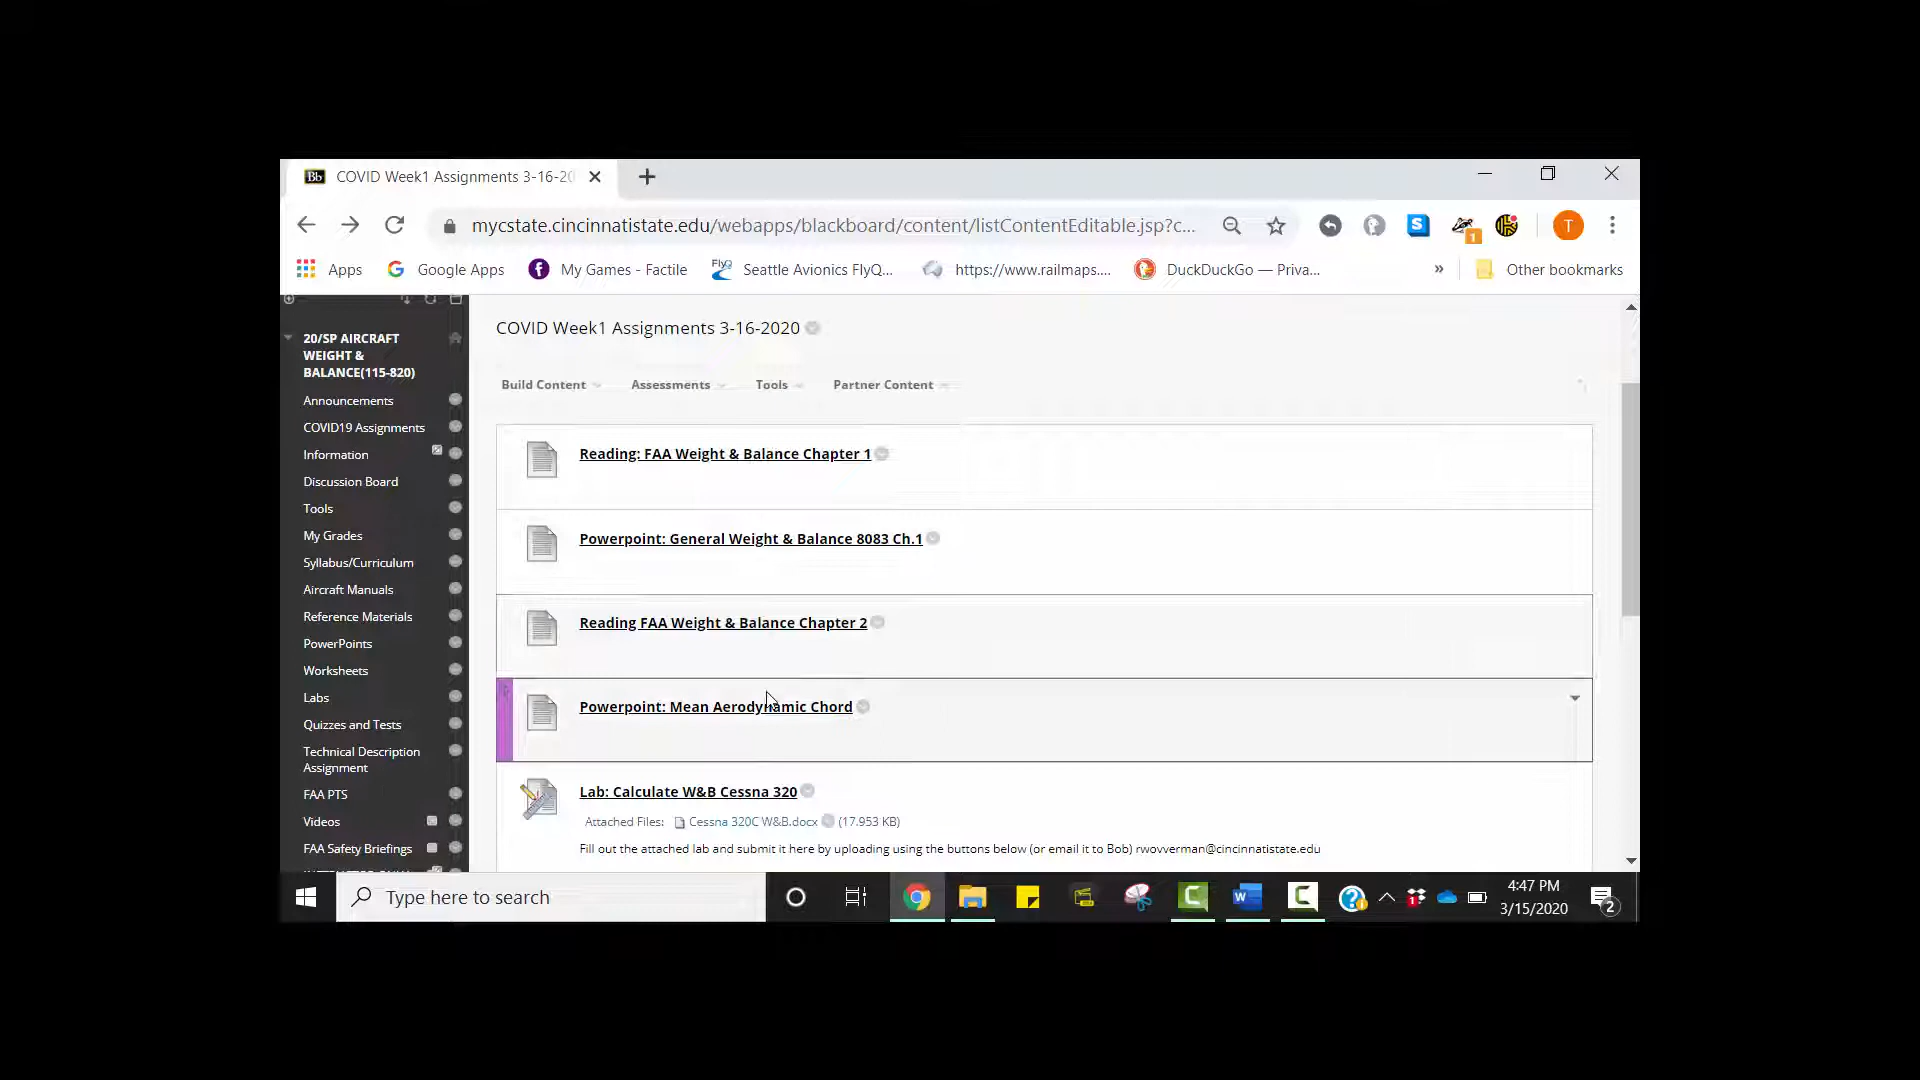 Bb COVID Week1 Assignments 3-16-20
mycstate.cincinnatistate.edu/webapps/blackboard/content/listContentEditable.jsp?c...
S 1 T
Apps Google Apps My Games - Factile FlyQ Seattle Avionics FlyQ... https://www.railmaps.... DuckDuckGo — Priva... » Other bookmarks
20/SP AIRCRAFT
WEIGHT &
BALANCE(115-820)
Announcements
COVID19 Assignments
Information
Discussion Board
Tools
My Grades
Syllabus/Curriculum
Aircraft Manuals
Reference Materials
PowerPoints
Worksheets
Labs
Quizzes and Tests
Technical Description
Assignment
FAA PTS
Videos
FAA Safety Briefings
COVID Week1 Assignments 3-16-2020
Build Content Assessments Tools Partner Content
Reading: FAA Weight & Balance Chapter 1
Powerpoint: General Weight & Balance 8083 Ch.1
Reading FAA Weight & Balance Chapter 2
Powerpoint: Mean Aerodynamic Chord
Lab: Calculate W&B Cessna 320
Attached Files: Cessna 320C W&B.docx (17.953 KB)
Fill out the attached lab and submit it here by uploading using the buttons below (or email it to Bob) rwovverman@cincinnatistate.edu
Type here to search
4:47 PM
3/15/2020
2